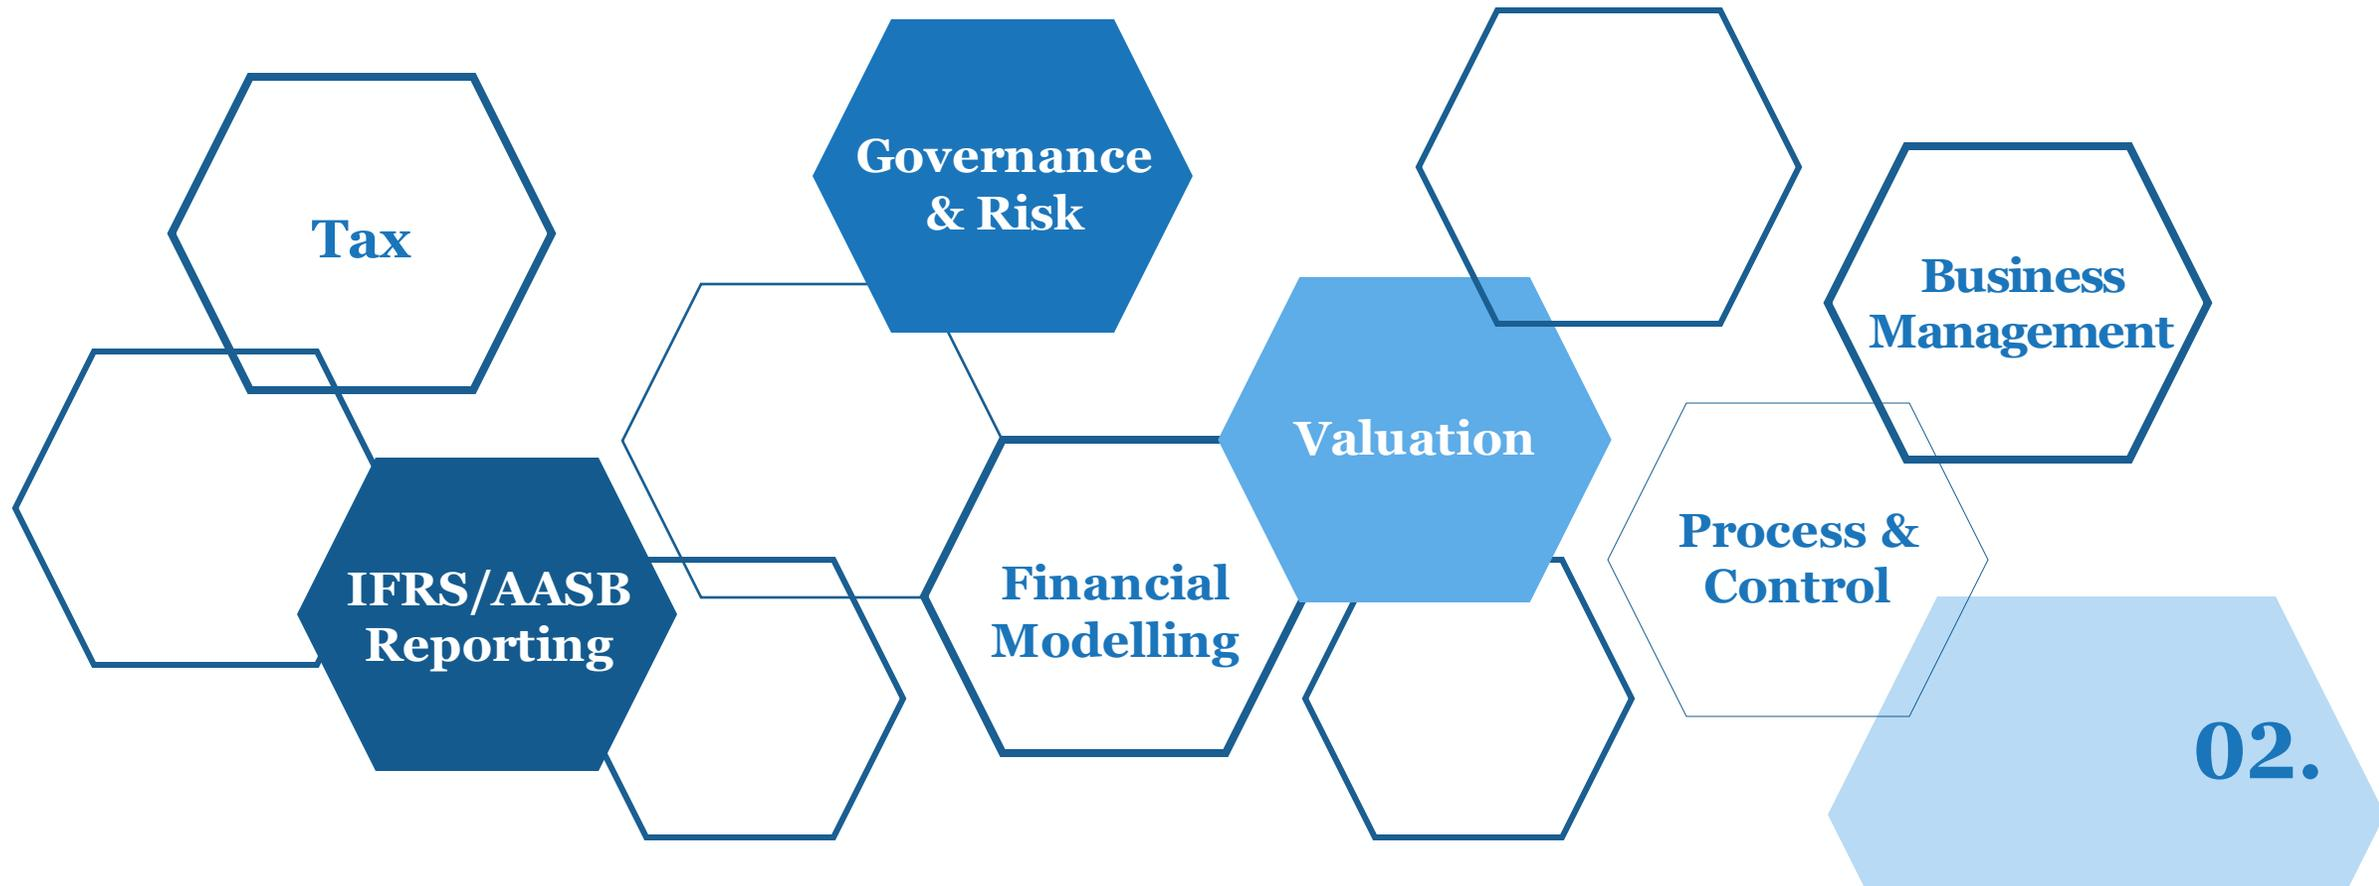 Tax
Governance
& Risk
Business
Management
Valuation
IFRS/AASB
Reporting
Financial
Modelling
Process &
Control
02.